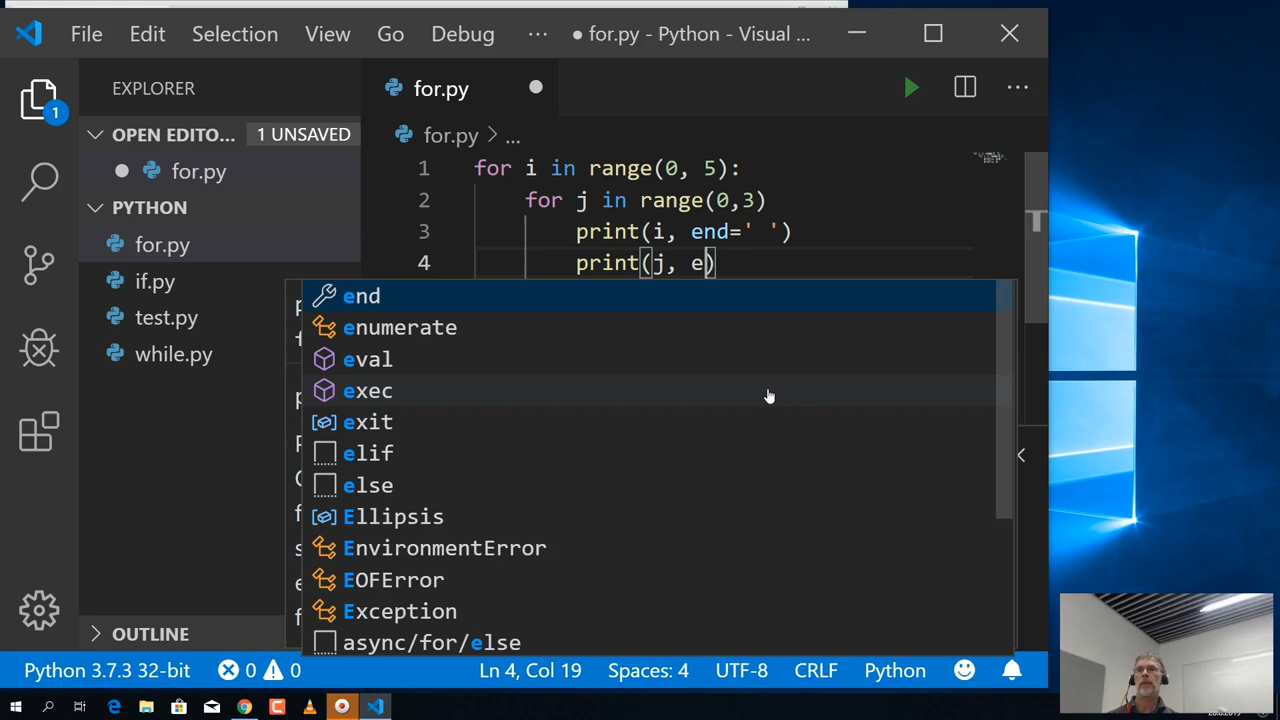 File Edit Selection View Go Debug ··· ● for.py - Python - Visual ...
EXPLORER
for.py
OPEN EDITO... 1 UNSAVED
for.py
PYTHON
for.py
if.py
test.py
while.py
OUTLINE
for.py > ...
1 for i in range(0, 5):
2 for j in range(0,3)
3 print(i, end=' ')
4 print(j, e)
end
enumerate
eval
exec
exit
elif
else
Ellipsis
EnvironmentError
EOFError
Exception
async/for/else
1
Python 3.7.3 32-bit 0 0 Ln 4, Col 19 Spaces: 4 UTF-8 CRLF Python